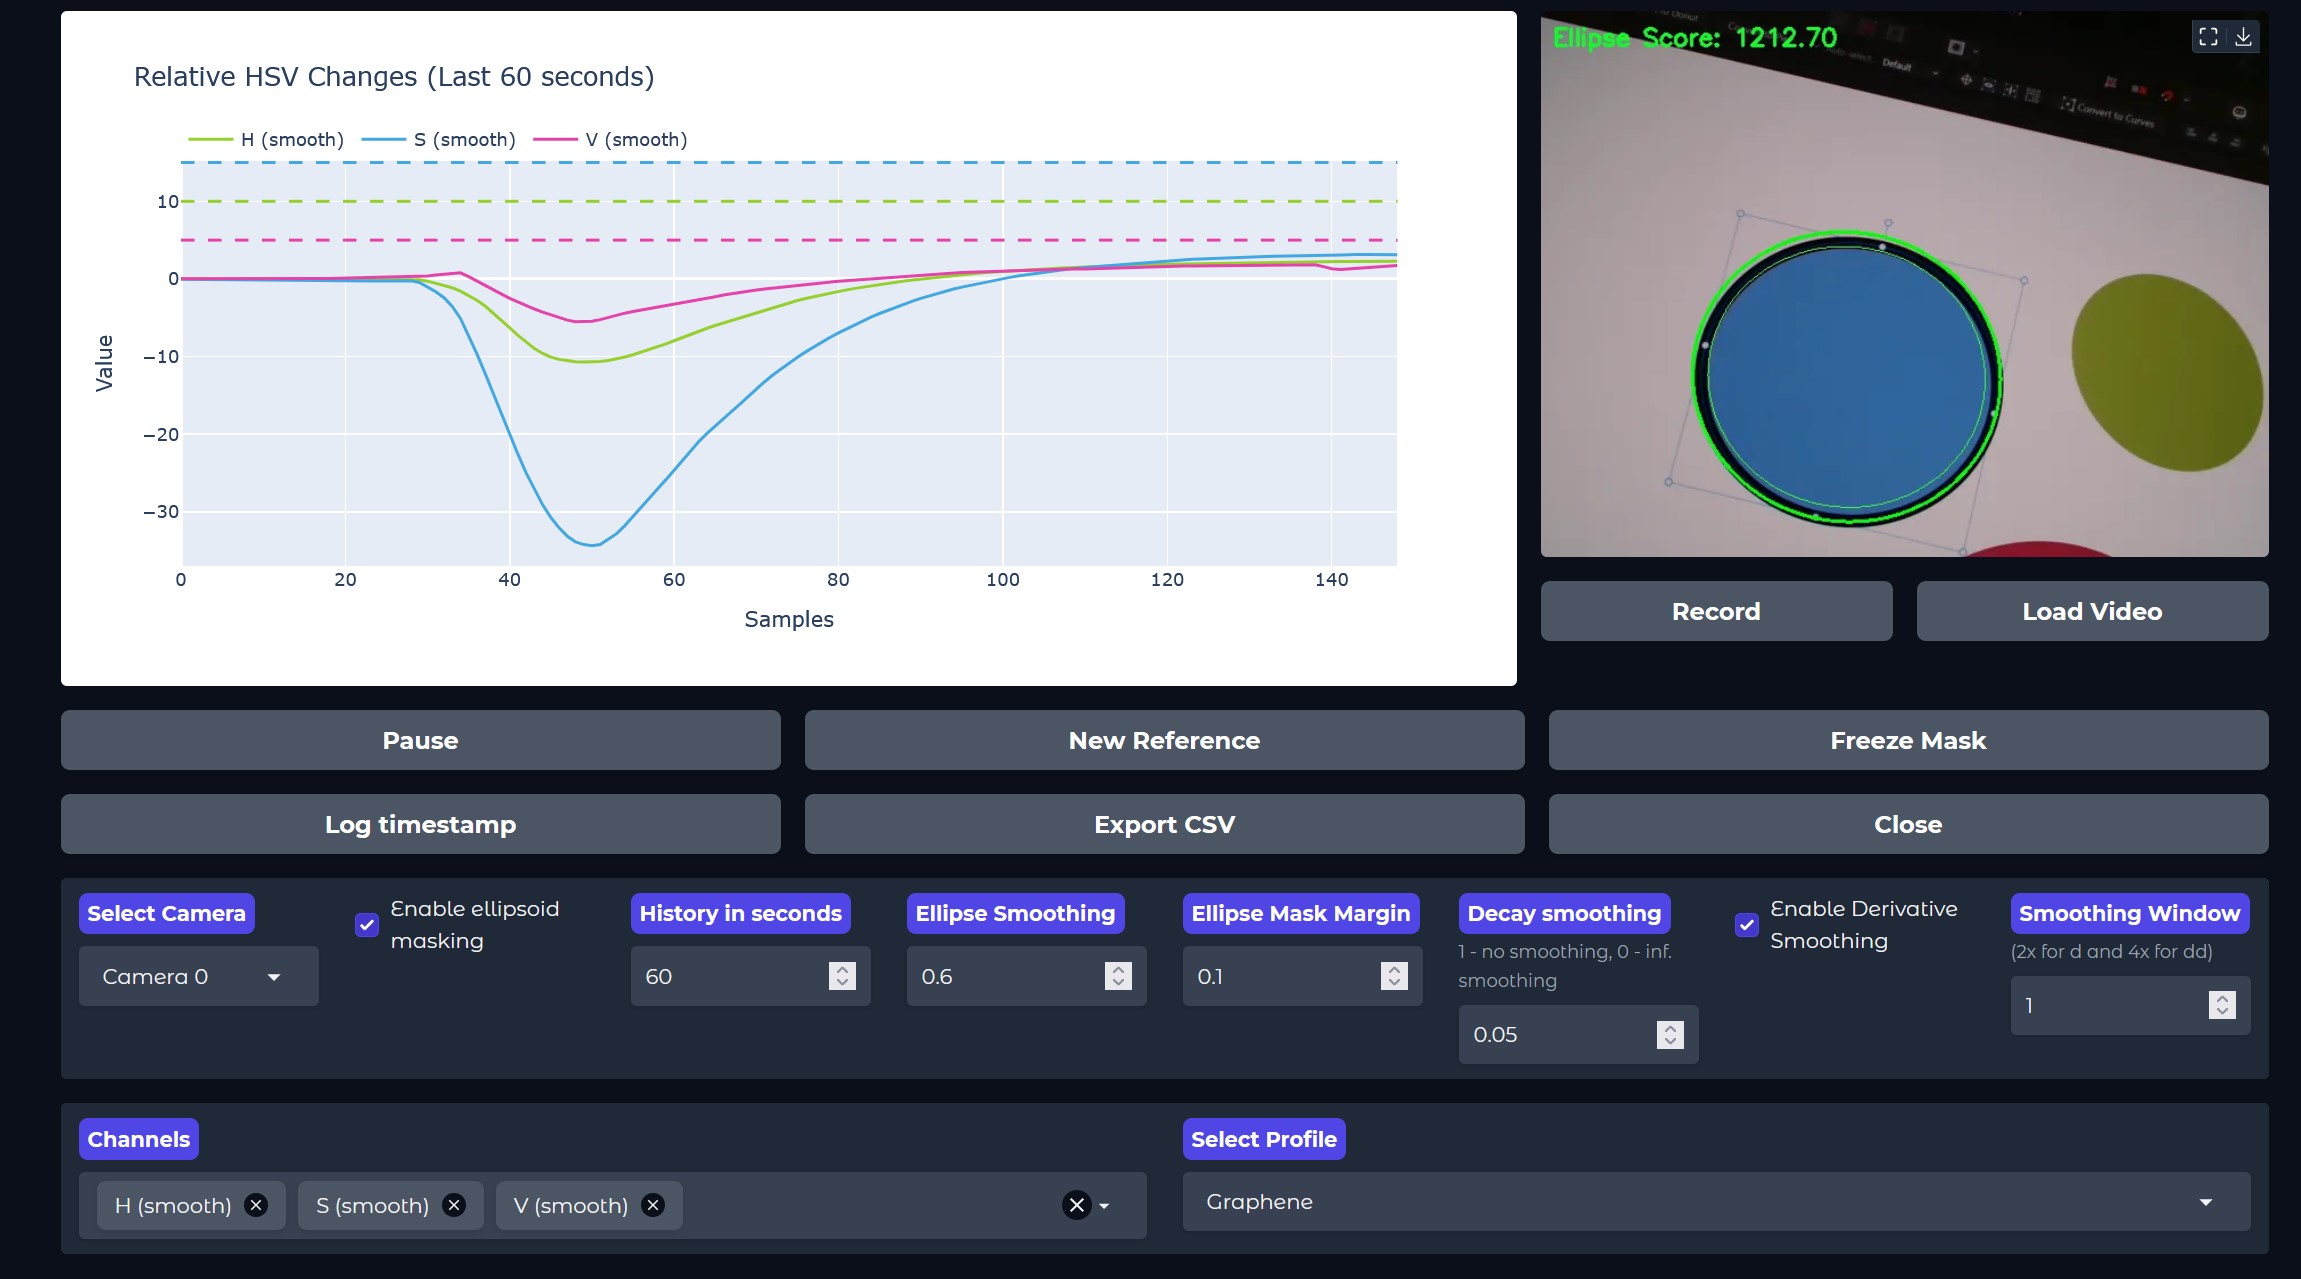 Relative HSV Changes (Last 60 seconds)
H (smooth) S (smooth) V (smooth)
10
0
−10
−20
−30
Value
0 20 40 60 80 100 120 140
Samples
Ellipse Score: 1212.70
Default
Convert to Curves
Record Load Video
Pause New Reference Freeze Mask
Log timestamp Export CSV Close
Select Camera
Camera 0
Enable ellipsoid
masking
History in seconds
60
Ellipse Smoothing
0.6
Ellipse Mask Margin
0.1
Decay smoothing
1 - no smoothing, 0 - inf.
smoothing
0.05
Enable Derivative
Smoothing
Smoothing Window
(2x for d and 4x for dd)
1
Channels
H (smooth) S (smooth) V (smooth)
Select Profile
Graphene